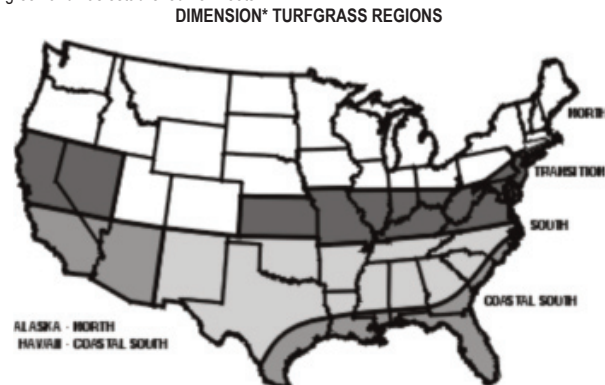 DIMENSION* TURFGRASS REGIONS
NORTH
TRANSITION
SOUTH
COASTAL SOUTH
ALASKA - NORTH
HAWAII - COASTAL SOUTH